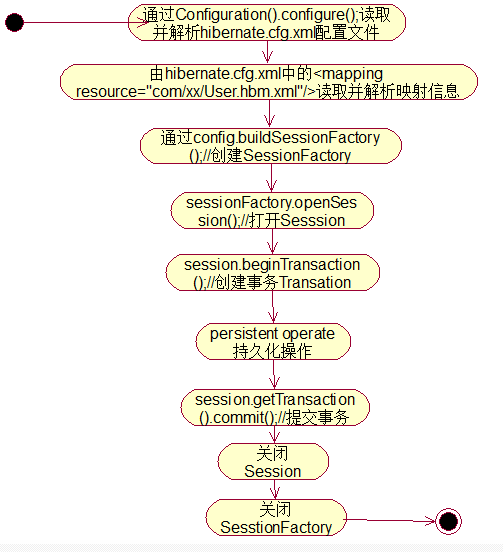 通过Configuration().configure();读取
并解析hibernate.cfg.xml配置文件
由hibernate.cfg.xml中的<mapping
resource="com/xx/User.hbm.xml"/>读取并解析映射信息
通过config.buildSessionFactory
();//创建SessionFactory
sessionFactory.openSes
sion();//打开Sesssion
session.beginTransaction
();//创建事务Transation
persistent operate
持久化操作
session.getTransaction
().commit();//提交事务
关闭
Session
关闭
SesstionFactory